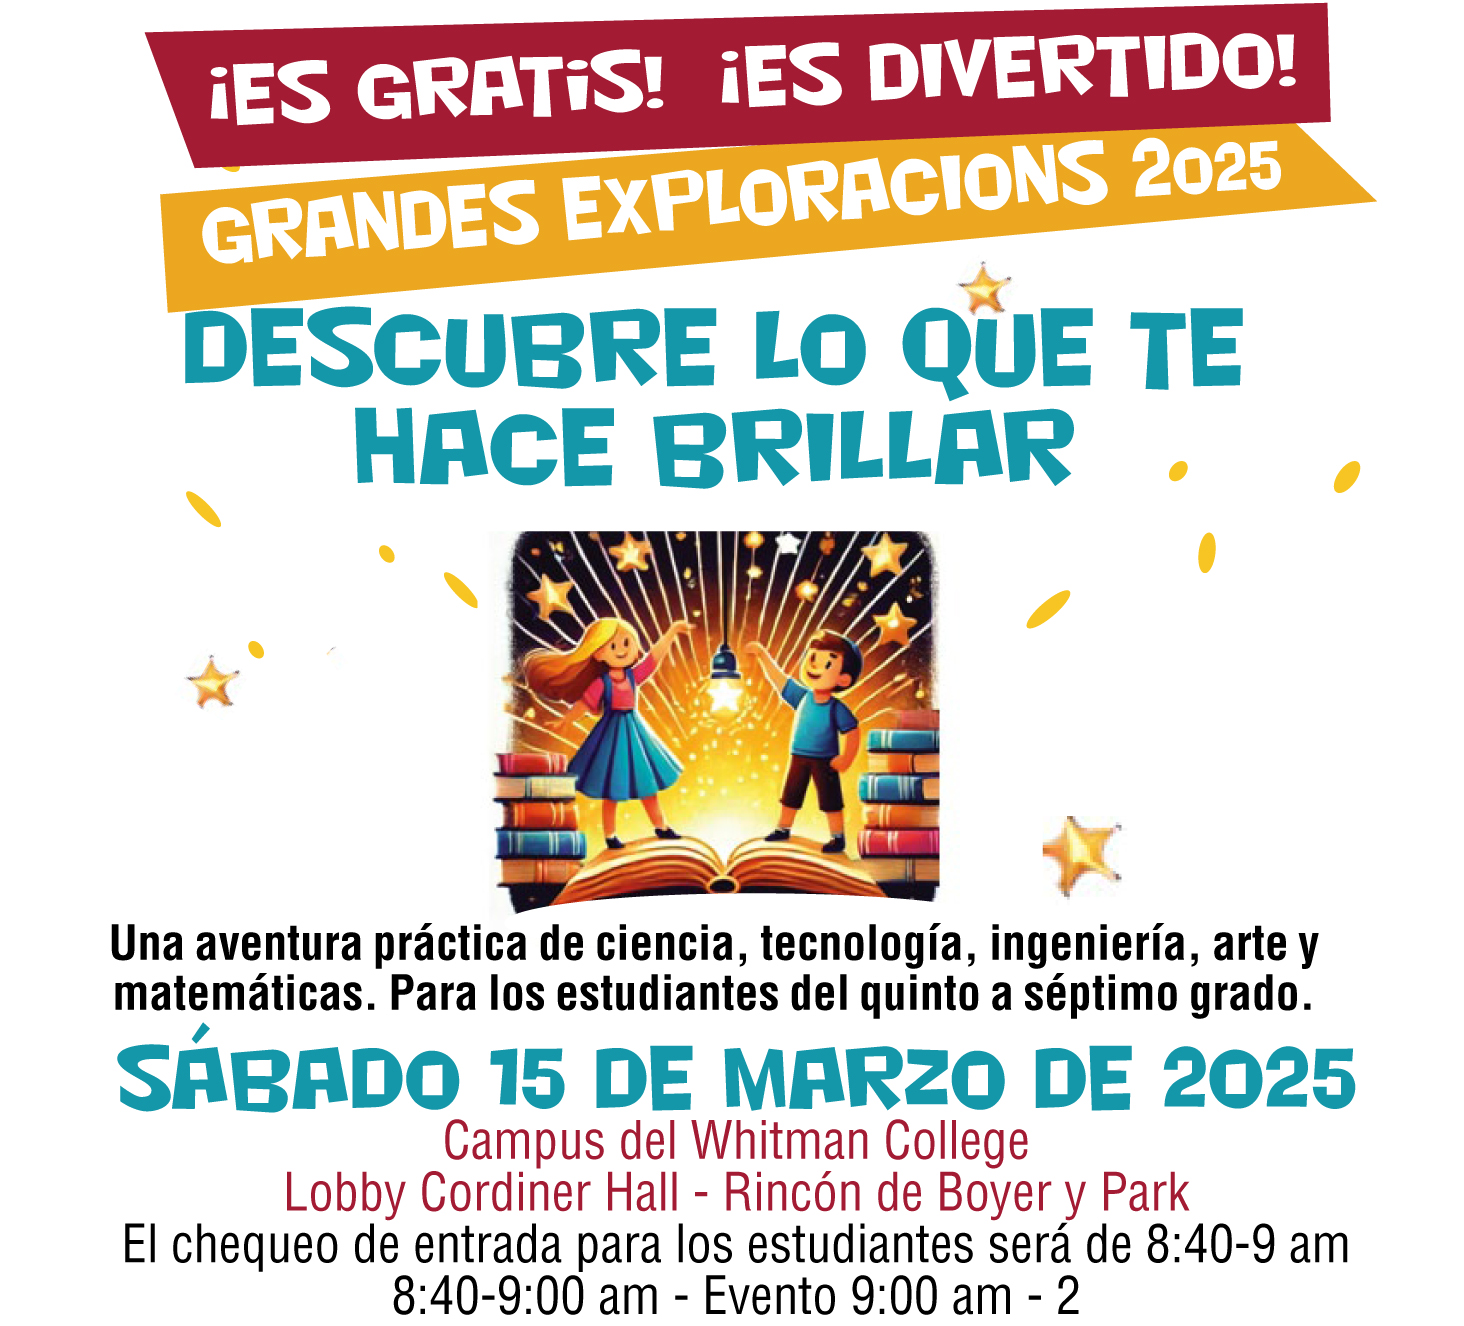 ¡ES GRATIS! ¡ES DIVERTIDO!
GRANDES EXPLORACIONS 2025
DESCUBRE LO QUE TE
HACE BRILLAR
Una aventura práctica de ciencia, tecnología, ingeniería, arte y
matemáticas. Para los estudiantes del quinto a séptimo grado.
SÁBADO 15 DE MARZO DE 2025
Campus del Whitman College
Lobby Cordiner Hall - Rincón de Boyer y Park
El chequeo de entrada para los estudiantes será de 8:40-9 am
8:40-9:00 am - Evento 9:00 am - 2